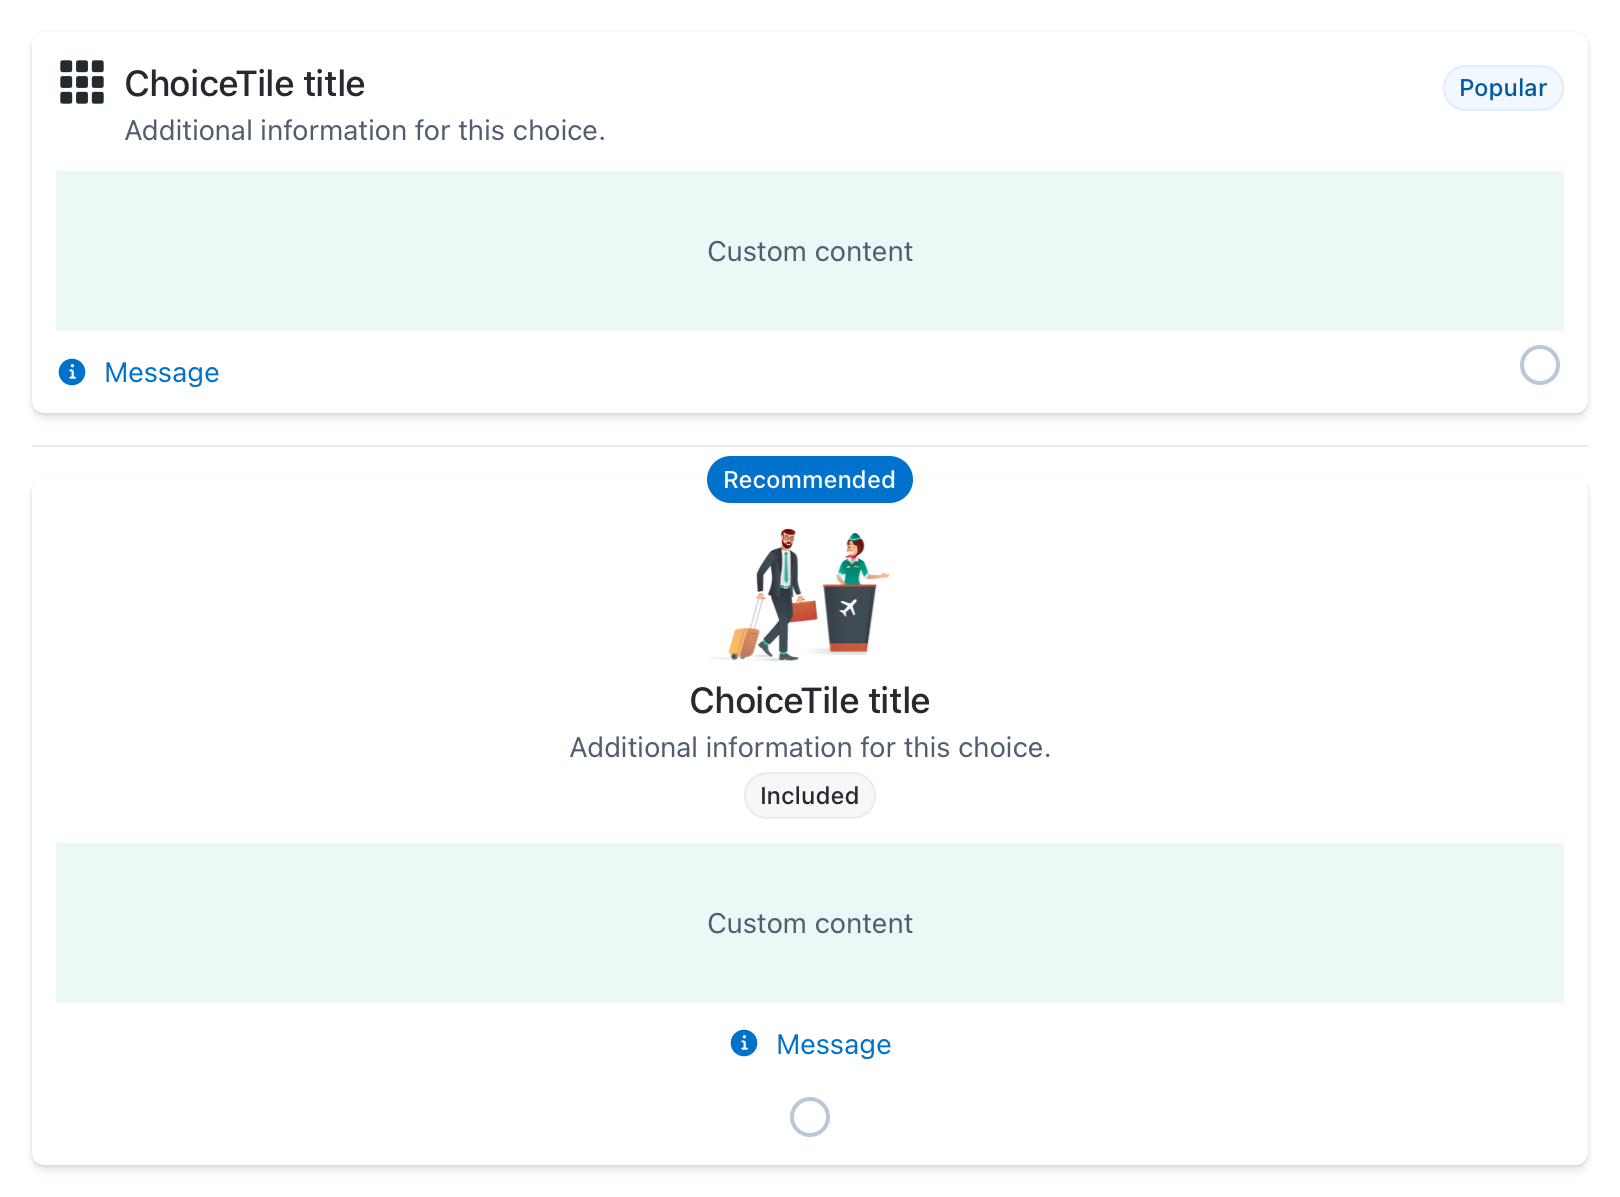 ChoiceTile title
Popular
Additional information for this choice.
Custom content
Message
Recommended
ChoiceTile title
Additional information for this choice.
Included
Custom content
Message